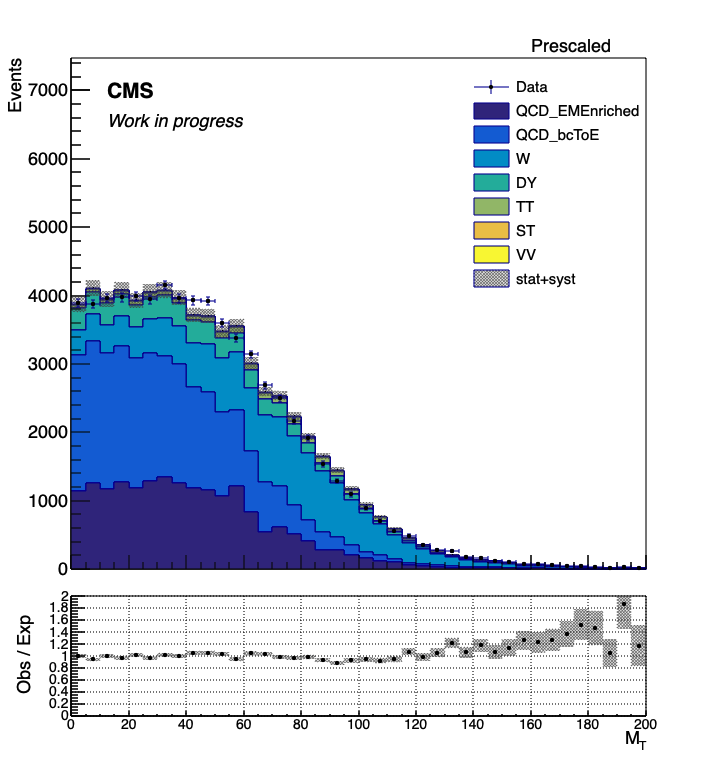 Prescaled
Events
7000
6000
5000
4000
3000
2000
1000
0
CMS
Work in progress
Data
QCD_EMEnriched
QCD_bcToE
W
DY
TT
ST
VV
stat+syst
Obs / Exp
2
1.8
1.6
1.4
1.2
1
0.8
0.6
0.4
0.2
0
0 20 40 60 80 100 120 140 160 180 200
M_T